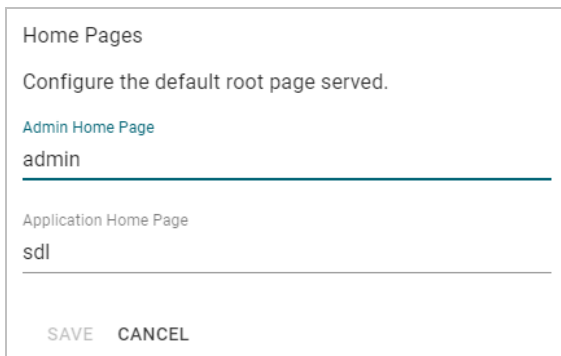 Home Pages
Configure the default root page served.
Admin Home Page
admin
Application Home Page
sdl
SAVE CANCEL